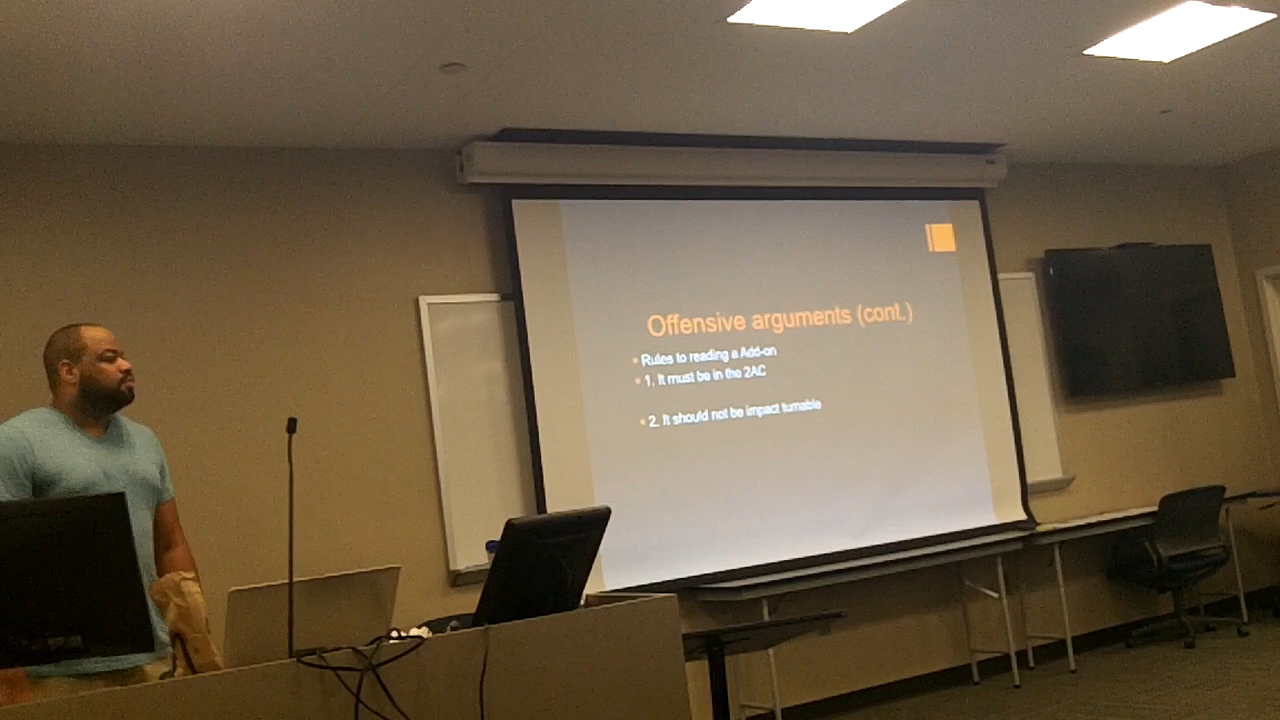 Offensive arguments (cont.)
• Rules to reading a Add-on
• 1. It must be in the 2AC
• 2. It should not be impact turnable